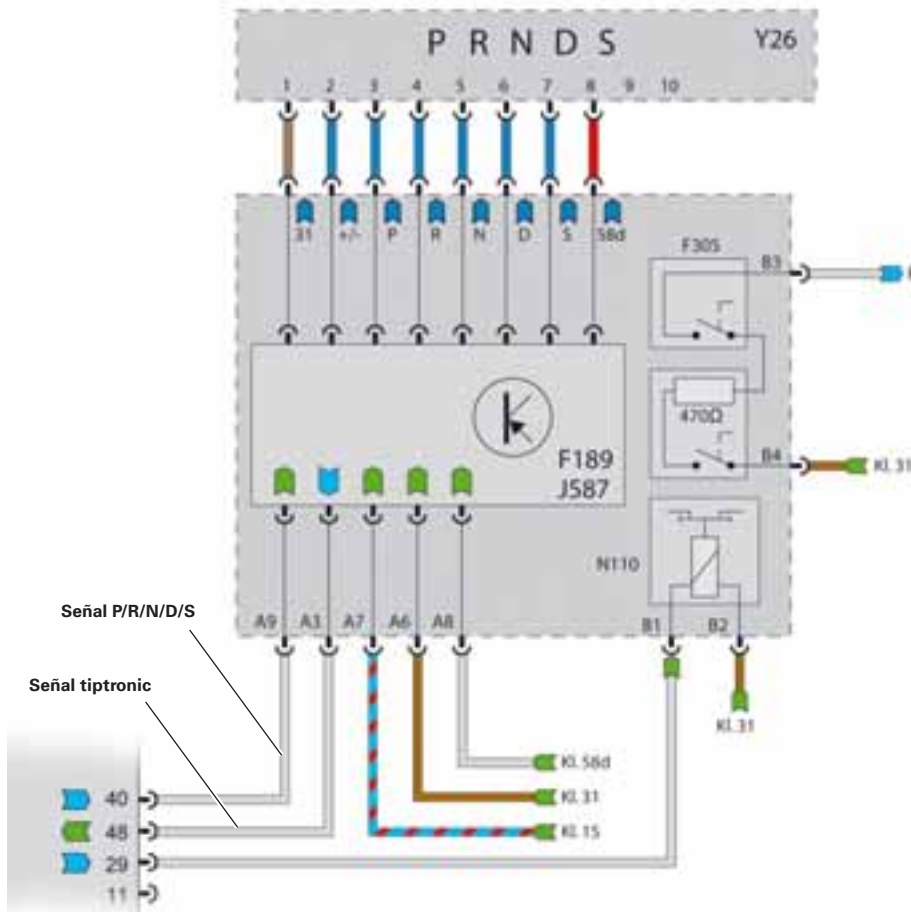 P R N D S Y26
1 2 3 4 5 6 7 8 9 10
31 +/- P R N D S 58d
F305
B3
470Ω
B4
Kl. 31
F189
J587
N110
Señal P/R/N/D/S
A9 A3 A7 A6 A8
B1 B2
Señal tiptronic
Kl. 31
Kl. 58d
40
Kl. 31
48
Kl. 15
29
11